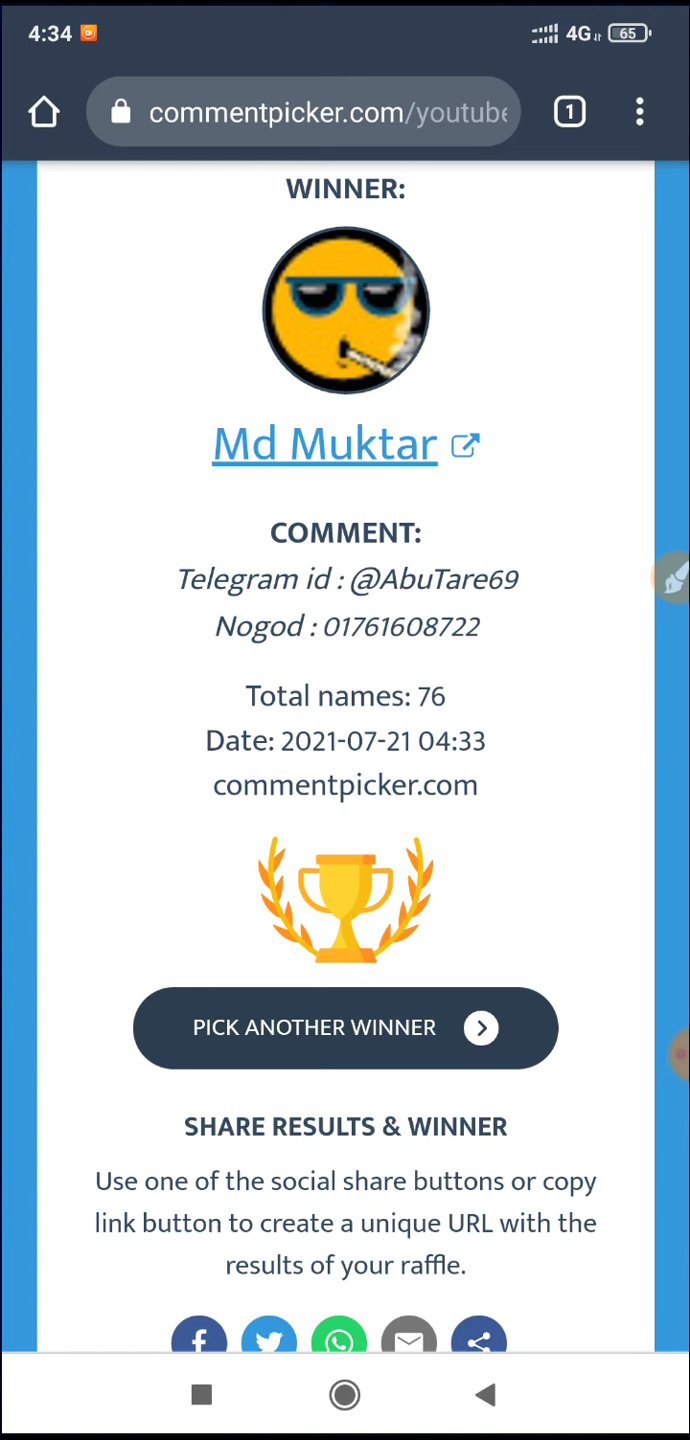 4:34
4G
65
commentpicker.com/youtube
1
WINNER:
Md Muktar
COMMENT:
Telegram id : @AbuTare69
Nogod : 01761608722
Total names: 76
Date: 2021-07-21 04:33
commentpicker.com
PICK ANOTHER WINNER
SHARE RESULTS & WINNER
Use one of the social share buttons or copy
link button to create a unique URL with the
results of your raffle.